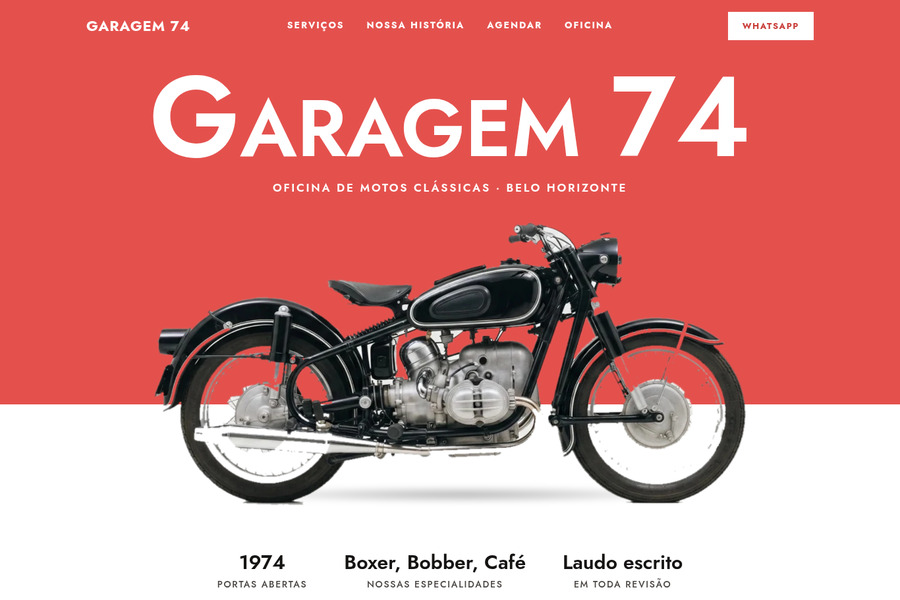 GARAGEM 74
SERVIÇOS NOSSA HISTÓRIA AGENDAR OFICINA
WHATSAPP
GARAGEM 74
OFICINA DE MOTOS CLÁSSICAS · BELO HORIZONTE
1974 Boxer, Bobber, Café Laudo escrito
PORTAS ABERTAS NOSSAS ESPECIALIDADES EM TODA REVISÃO